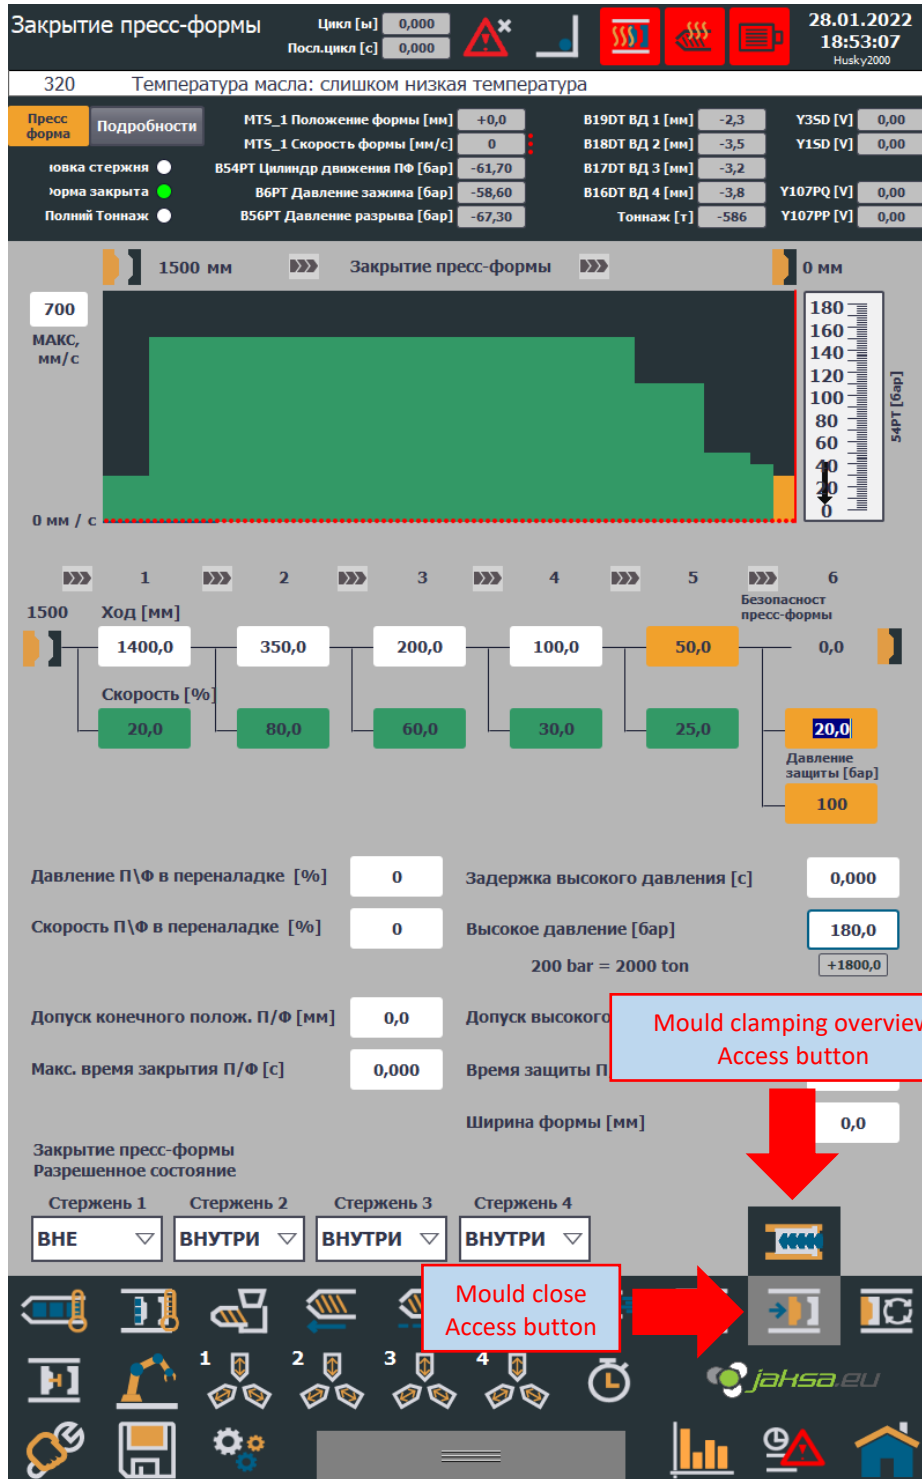 Закрытие пресс-формы
Цикл [ы] 0,000
Посл.цикл [с] 0,000
28.01.2022
18:53:07
Husky2000
320 Температура масла: слишком низкая температура
Пресс форма
Подробности
MTS_1 Положение формы [мм] +0,0
B19DT ВД 1 [мм] -2,3
Y3SD [V] 0,00
MTS_1 Скорость формы [мм/с] 0
B18DT ВД 2 [мм] -3,5
Y1SD [V] 0,00
ювка стержня
B54PT Цилиндр движения ПФ [бар] -61,70
B17DT ВД 3 [мм] -3,2
юрма закрыта
B6PT Давление зажима [бар] -58,60
B16DT ВД 4 [мм] -3,8
Y107PQ [V] 0,00
Полний Тоннаж
B56PT Давление разрыва [бар] -67,30
Тоннаж [т] -586
Y107PP [V] 0,00
1500 мм
Закрытие пресс-формы
0 мм
700
МАКС,
мм/с
180
160
140
120
100
80
60
40
20
0
54PT [бар]
0 мм / с
1 2 3 4 5 6
1500
Ход [мм]
Безопасност
пресс-формы
1400,0 350,0 200,0 100,0 50,0 0,0
Скорость [%]
20,0 80,0 60,0 30,0 25,0 20,0
Давление
защиты [бар]
100
Давление П\Ф в переналадке [%] 0
Задержка высокого давления [с] 0,000
Скорость П\Ф в переналадке [%] 0
Высокое давление [бар] 180,0
200 bar = 2000 ton +1800,0
Допуск конечного полож. П/Ф [мм] 0,0
Допуск высокого
Mould clamping overview
Access button
Макс. время закрытия П/Ф [с] 0,000
Время защиты П
Ширина формы [мм] 0,0
Закрытие пресс-формы
Разрешенное состояние
Стержень 1 Стержень 2 Стержень 3 Стержень 4
ВНЕ ВНУТРИ ВНУТРИ ВНУТРИ
Mould close
Access button
1 2 3 4
jaksa.eu